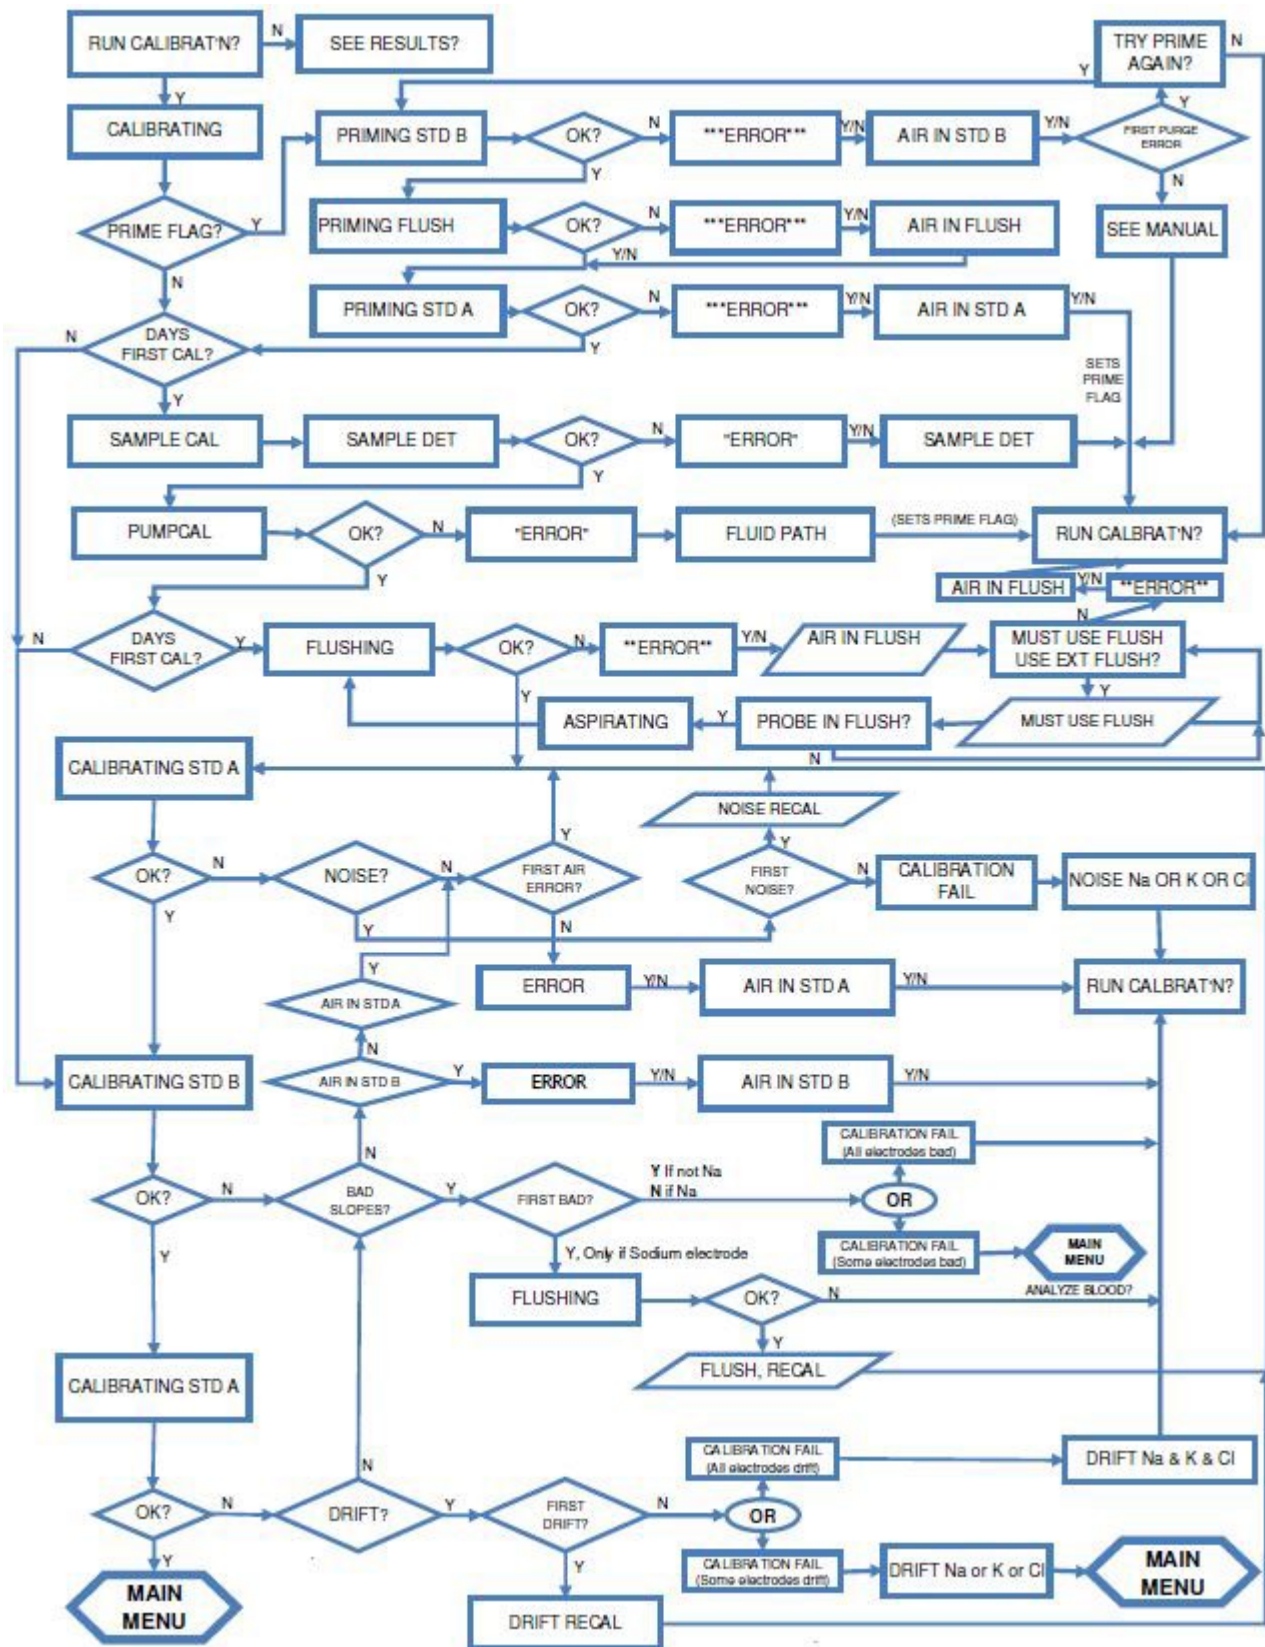 RUN CALIBRAT'N?
N
SEE RESULTS?
TRY PRIME
AGAIN?
N
Y
Y
CALIBRATING
PRIMING STD B
OK?
N
***ERROR***
Y/N
AIR IN STD B
Y/N
Y
FIRST PURGE
ERROR
Y
N
PRIME FLAG?
Y
PRIMING FLUSH
OK?
N
***ERROR***
Y/N
AIR IN FLUSH
SEE MANUAL
Y/N
N
PRIMING STD A
OK?
N
***ERROR***
Y/N
AIR IN STD A
Y/N
N
DAYS
FIRST CAL?
Y
SETS
PRIME
FLAG
Y
SAMPLE CAL
SAMPLE DET
OK?
N
"ERROR"
Y/N
SAMPLE DET
Y
PUMPCAL
OK?
N
"ERROR"
FLUID PATH
(SETS PRIME FLAG)
RUN CALBRAT'N?
Y
AIR IN FLUSH
Y/N
**ERROR**
N
N
DAYS
FIRST CAL?
Y
FLUSHING
OK?
N
**ERROR**
Y/N
AIR IN FLUSH
MUST USE FLUSH
USE EXT FLUSH?
Y
Y
ASPIRATING
Y
PROBE IN FLUSH?
MUST USE FLUSH
N
CALIBRATING STD A
NOISE RECAL
Y
Y
OK?
N
NOISE?
N
FIRST AIR
ERROR?
FIRST
NOISE?
N
CALIBRATION
FAIL
NOISE Na OR K OR Cl
Y
Y
N
Y
ERROR
Y/N
AIR IN STD A
Y/N
RUN CALBRAT'N?
AIR IN STD A
N
CALIBRATING STD B
AIR IN STD B
Y
ERROR
Y/N
AIR IN STD B
Y/N
N
CALIBRATION FAIL
(All electrodes bad)
OK?
N
BAD
SLOPES?
Y
FIRST BAD?
Y If not Na
N if Na
OR
Y
Y, Only if Sodium electrode
CALIBRATION FAIL
(Some electrodes bad)
MAIN
MENU
FLUSHING
OK?
N
ANALYZE BLOOD?
Y
FLUSH, RECAL
CALIBRATING STD A
CALIBRATION FAIL
(All electrodes drift)
DRIFT Na & K & Cl
N
OK?
N
DRIFT?
Y
FIRST
DRIFT?
N
OR
Y
Y
CALIBRATION FAIL
(Some electrodes drift)
DRIFT Na or K or Cl
MAIN
MENU
MAIN
MENU
DRIFT RECAL